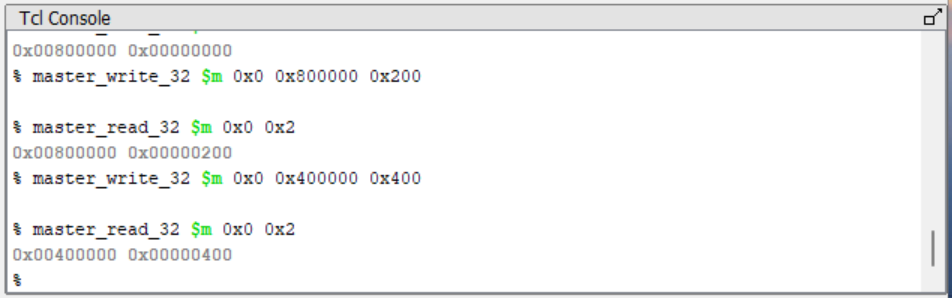 Tcl Console
0x00800000 0x00000000
% master_write_32 $m 0x0 0x800000 0x200
% master_read_32 $m 0x0 0x2
0x00800000 0x00000200
% master_write_32 $m 0x0 0x400000 0x400
% master_read_32 $m 0x0 0x2
0x00400000 0x00000400
%